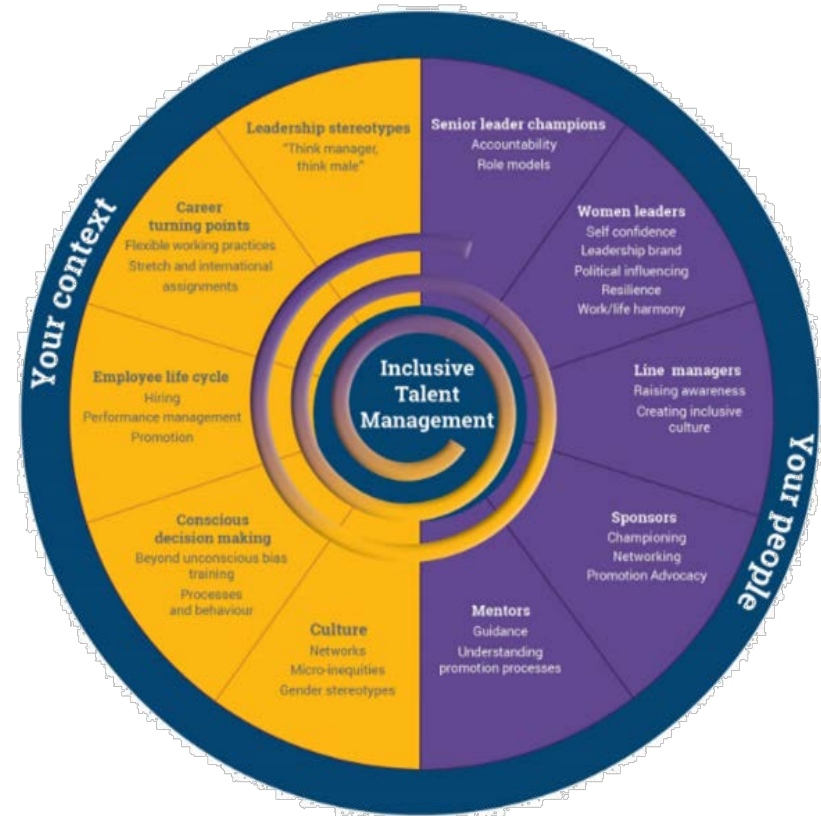 Your context
Leadership stereotypes
"Think manager,
think male"
Career
turning points
Flexible working practices
Stretch and international
assignments
Employee life cycle
Hiring
Performance management
Promotion
Conscious
decision making
Beyond unconscious bias
training
Processes
and behaviour
Culture
Networks
Micro-inequities
Gender stereotypes
Inclusive
Talent
Management
Senior leader champions
Accountability
Role models
Women leaders
Self confidence
Leadership brand
Political influencing
Resilience
Work/life harmony
Line managers
Raising awareness
Creating inclusive
culture
Sponsors
Championing
Networking
Promotion Advocacy
Mentors
Guidance
Understanding
promotion processes
Your people